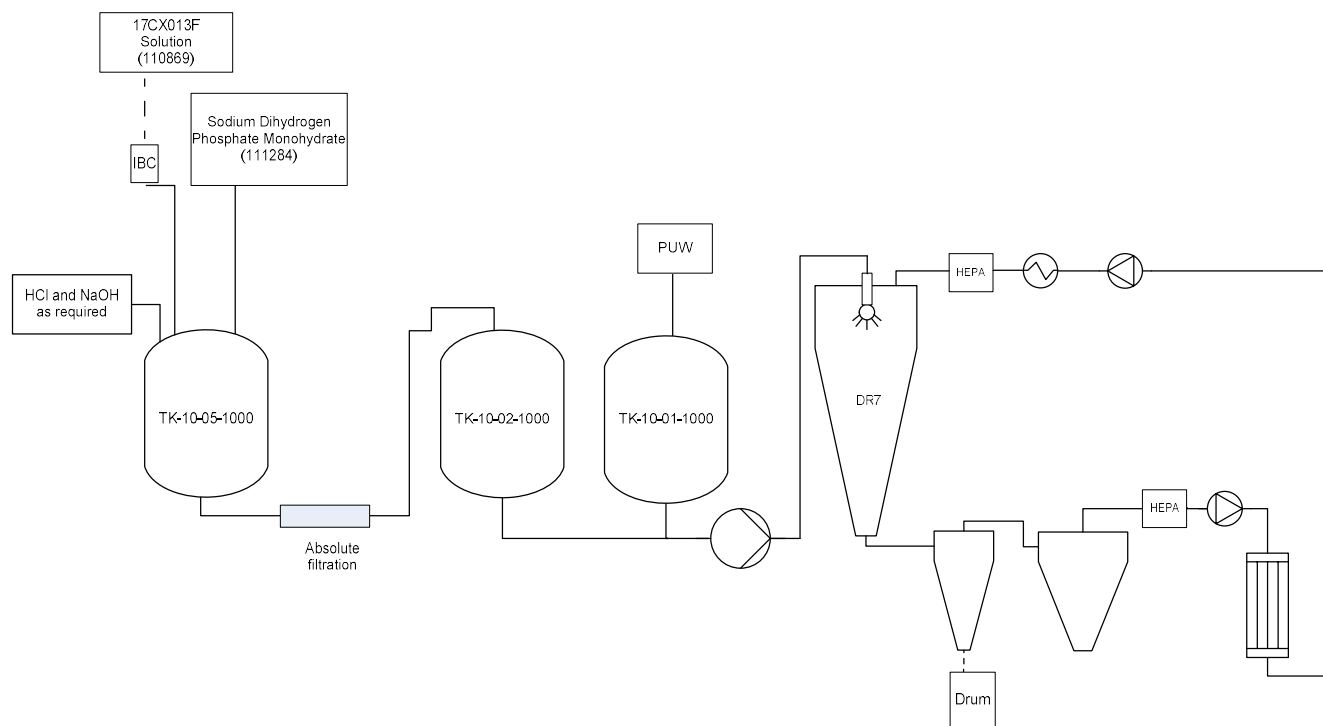 17CX013F
Solution
(110869)
Sodium Dihydrogen
Phosphate Monohydrate
(111284)
IBC
HCl and NaOH
as required
PUW
HEPA
TK-10-05-1000
TK-10-02-1000
TK-10-01-1000
DR7
Absolute
filtration
HEPA
Drum